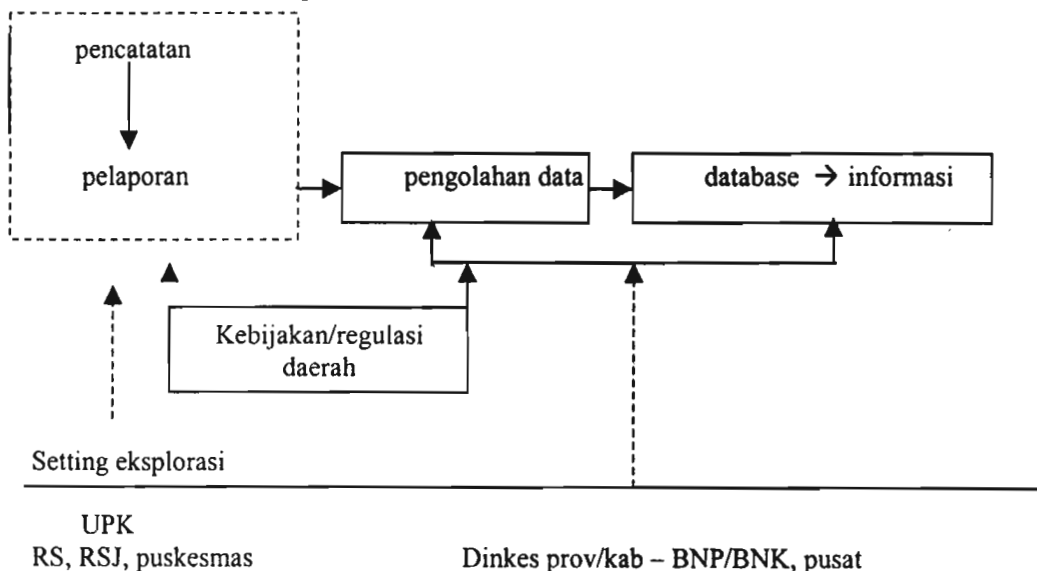 pencatatan
pelaporan
pengolahan data
database → informasi
Kebijakan/regulasi
daerah
Setting eksplorasi
UPK
RS, RSJ, puskesmas
Dinkes prov/kab – BNP/BNK, pusat